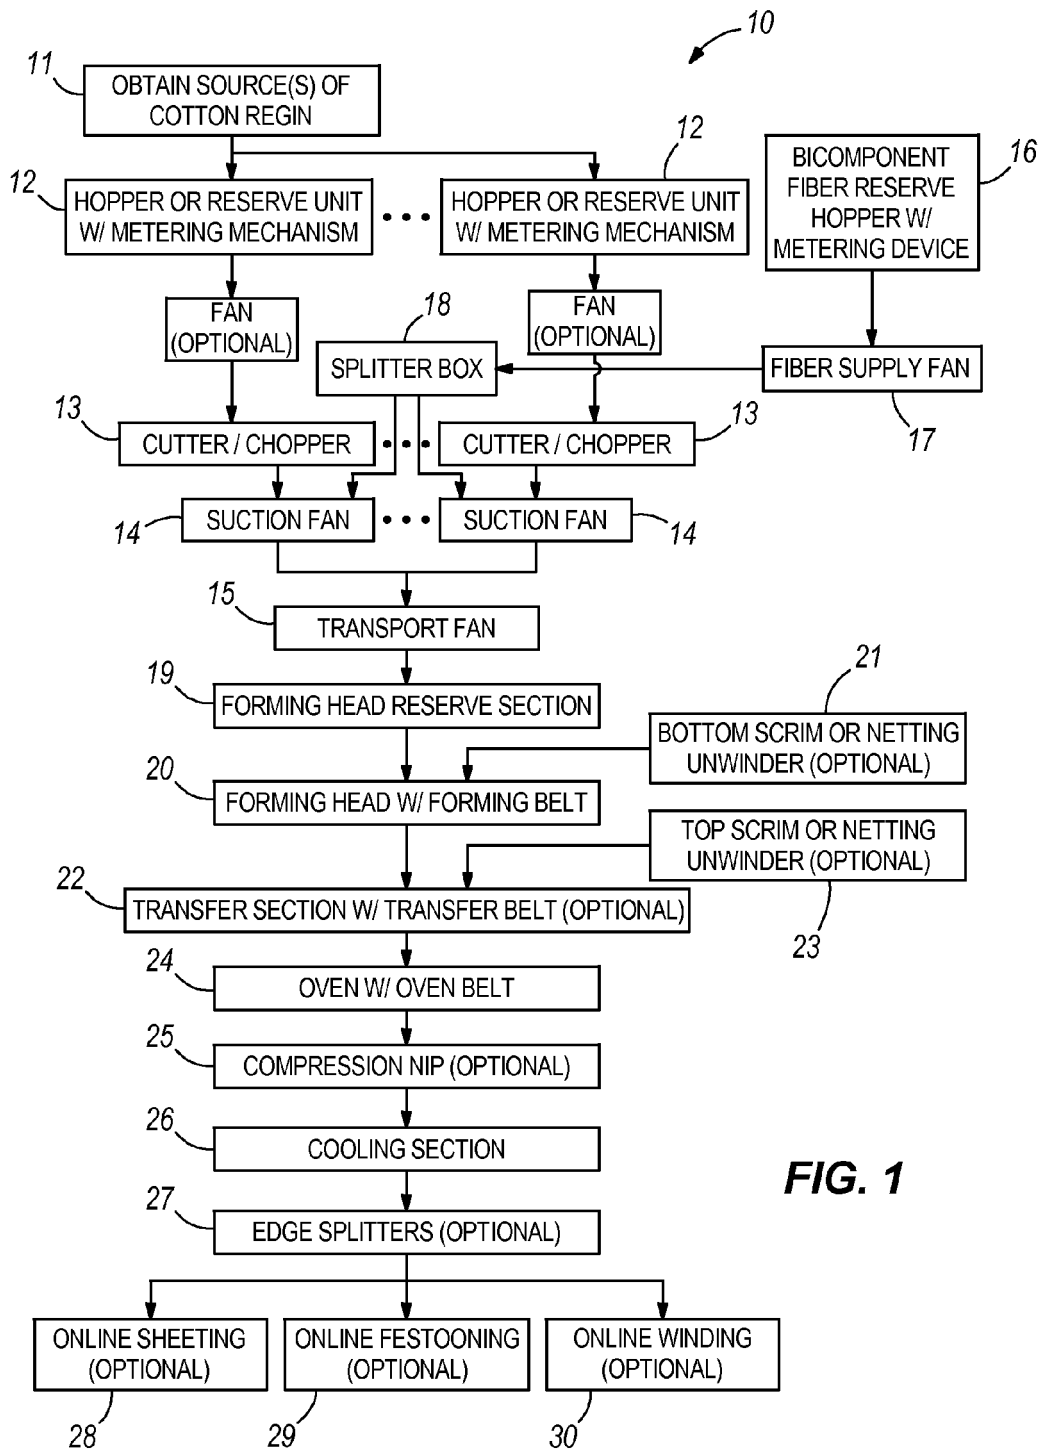 10
11
OBTAIN SOURCE(S) OF
COTTON REGIN
12
HOPPER OR RESERVE UNIT
W/ METERING MECHANISM
12
HOPPER OR RESERVE UNIT
W/ METERING MECHANISM
16
BICOMPONENT
FIBER RESERVE
HOPPER W/
METERING DEVICE
FAN
(OPTIONAL)
18
SPLITTER BOX
FAN
(OPTIONAL)
FIBER SUPPLY FAN
17
13
CUTTER / CHOPPER
CUTTER / CHOPPER
13
14
SUCTION FAN
SUCTION FAN
14
15
TRANSPORT FAN
19
FORMING HEAD RESERVE SECTION
21
BOTTOM SCRIM OR NETTING
UNWINDER (OPTIONAL)
20
FORMING HEAD W/ FORMING BELT
TOP SCRIM OR NETTING
UNWINDER (OPTIONAL)
23
22
TRANSFER SECTION W/ TRANSFER BELT (OPTIONAL)
24
OVEN W/ OVEN BELT
25
COMPRESSION NIP (OPTIONAL)
26
COOLING SECTION
FIG. 1
27
EDGE SPLITTERS (OPTIONAL)
ONLINE SHEETING
(OPTIONAL)
28
ONLINE FESTOONING
(OPTIONAL)
29
ONLINE WINDING
(OPTIONAL)
30